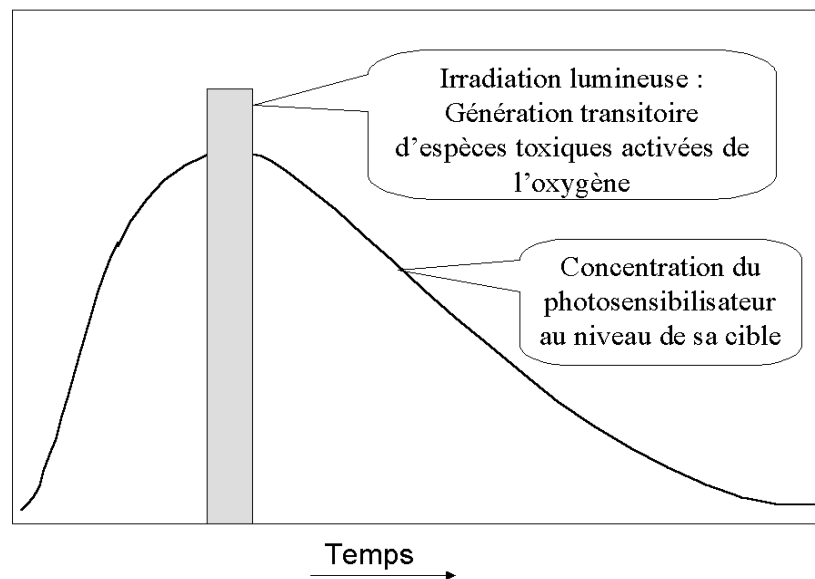 Irradiation lumineuse :
Génération transitoire
d'espèces toxiques activées de
l'oxygène
Concentration du
photosensibilisateur
au niveau de sa cible
Temps